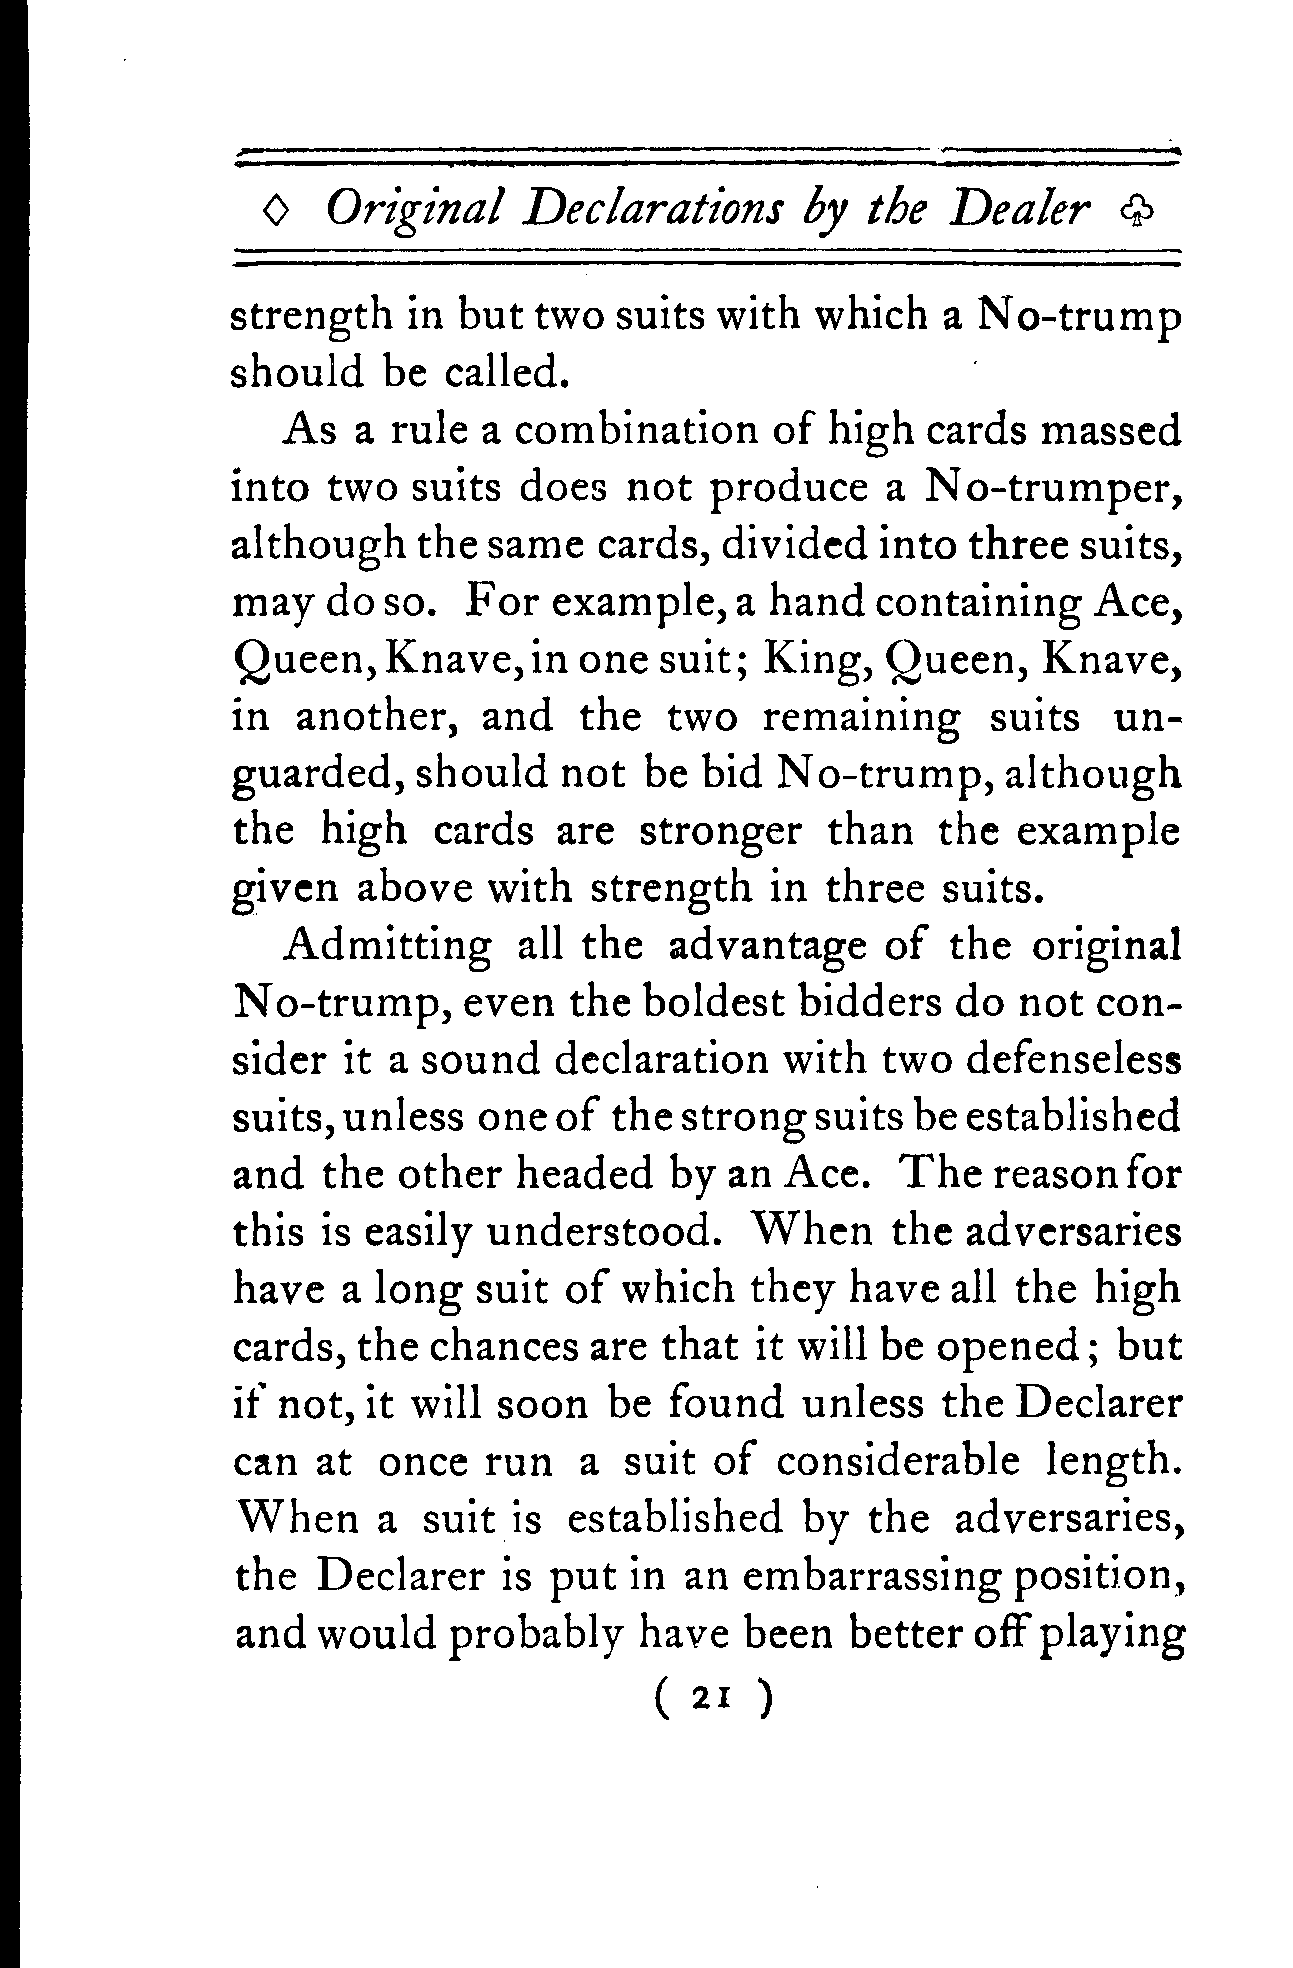 ◇ Original Declarations by the Dealer ♧
strength in but two suits with which a No-trump
should be called.
As a rule a combination of high cards massed
into two suits does not produce a No-trumper,
although the same cards, divided into three suits,
may do so. For example, a hand containing Ace,
Queen, Knave, in one suit; King, Queen, Knave,
in another, and the two remaining suits un-
guarded, should not be bid No-trump, although
the high cards are stronger than the example
given above with strength in three suits.
Admitting all the advantage of the original
No-trump, even the boldest bidders do not con-
sider it a sound declaration with two defenseless
suits, unless one of the strong suits be established
and the other headed by an Ace. The reason for
this is easily understood. When the adversaries
have a long suit of which they have all the high
cards, the chances are that it will be opened; but
if not, it will soon be found unless the Declarer
can at once run a suit of considerable length.
When a suit is established by the adversaries,
the Declarer is put in an embarrassing position,
and would probably have been better off playing
( 21 )